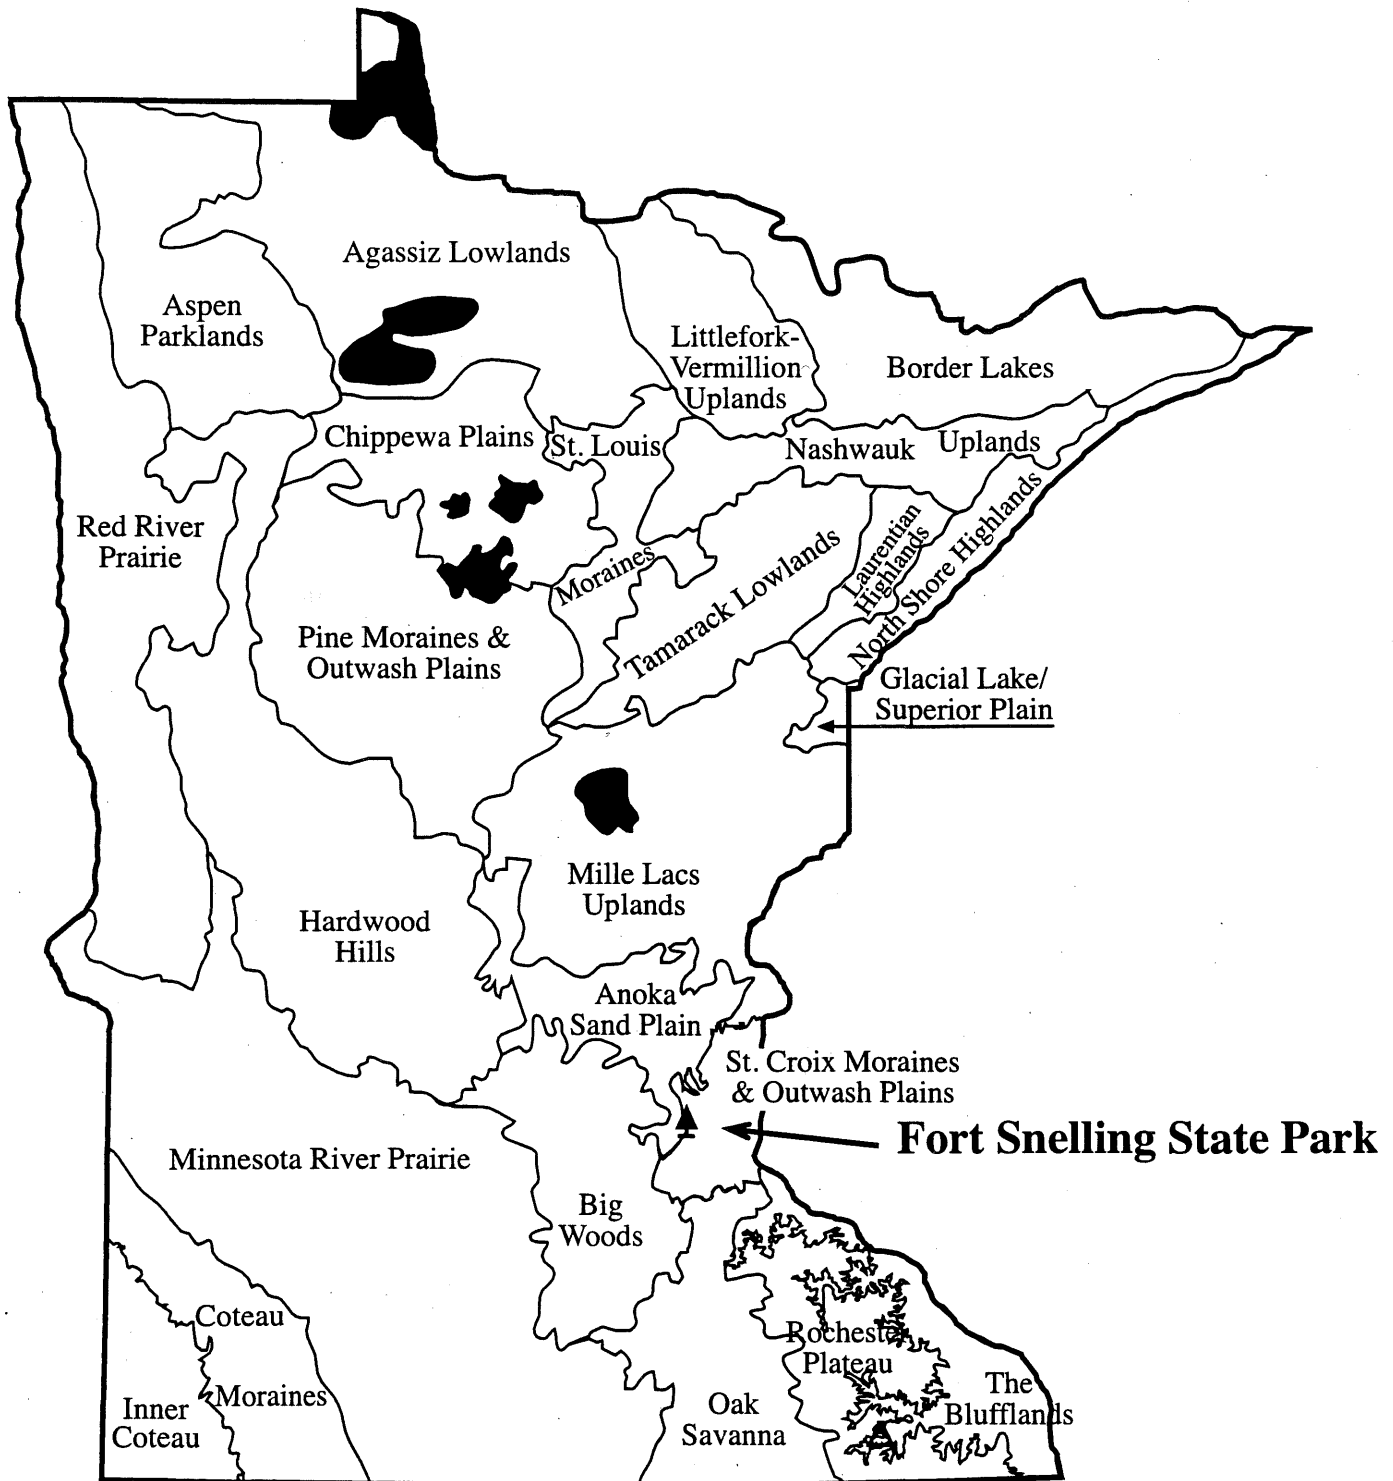 Agassiz Lowlands
Aspen
Parklands
Littlefork-
Vermillion
Uplands
Border Lakes
Chippewa Plains
St. Louis
Moraines
Nashwauk Uplands
Red River
Prairie
Laurentian
Highlands
North Shore Highlands
Tamarack Lowlands
Pine Moraines &
Outwash Plains
Glacial Lake/
Superior Plain
Mille Lacs
Uplands
Hardwood
Hills
Anoka
Sand Plain
St. Croix Moraines
& Outwash Plains
Fort Snelling State Park
Minnesota River Prairie
Big
Woods
Coteau
Moraines
Inner
Coteau
Rochester
Plateau
The
Blufflands
Oak
Savanna